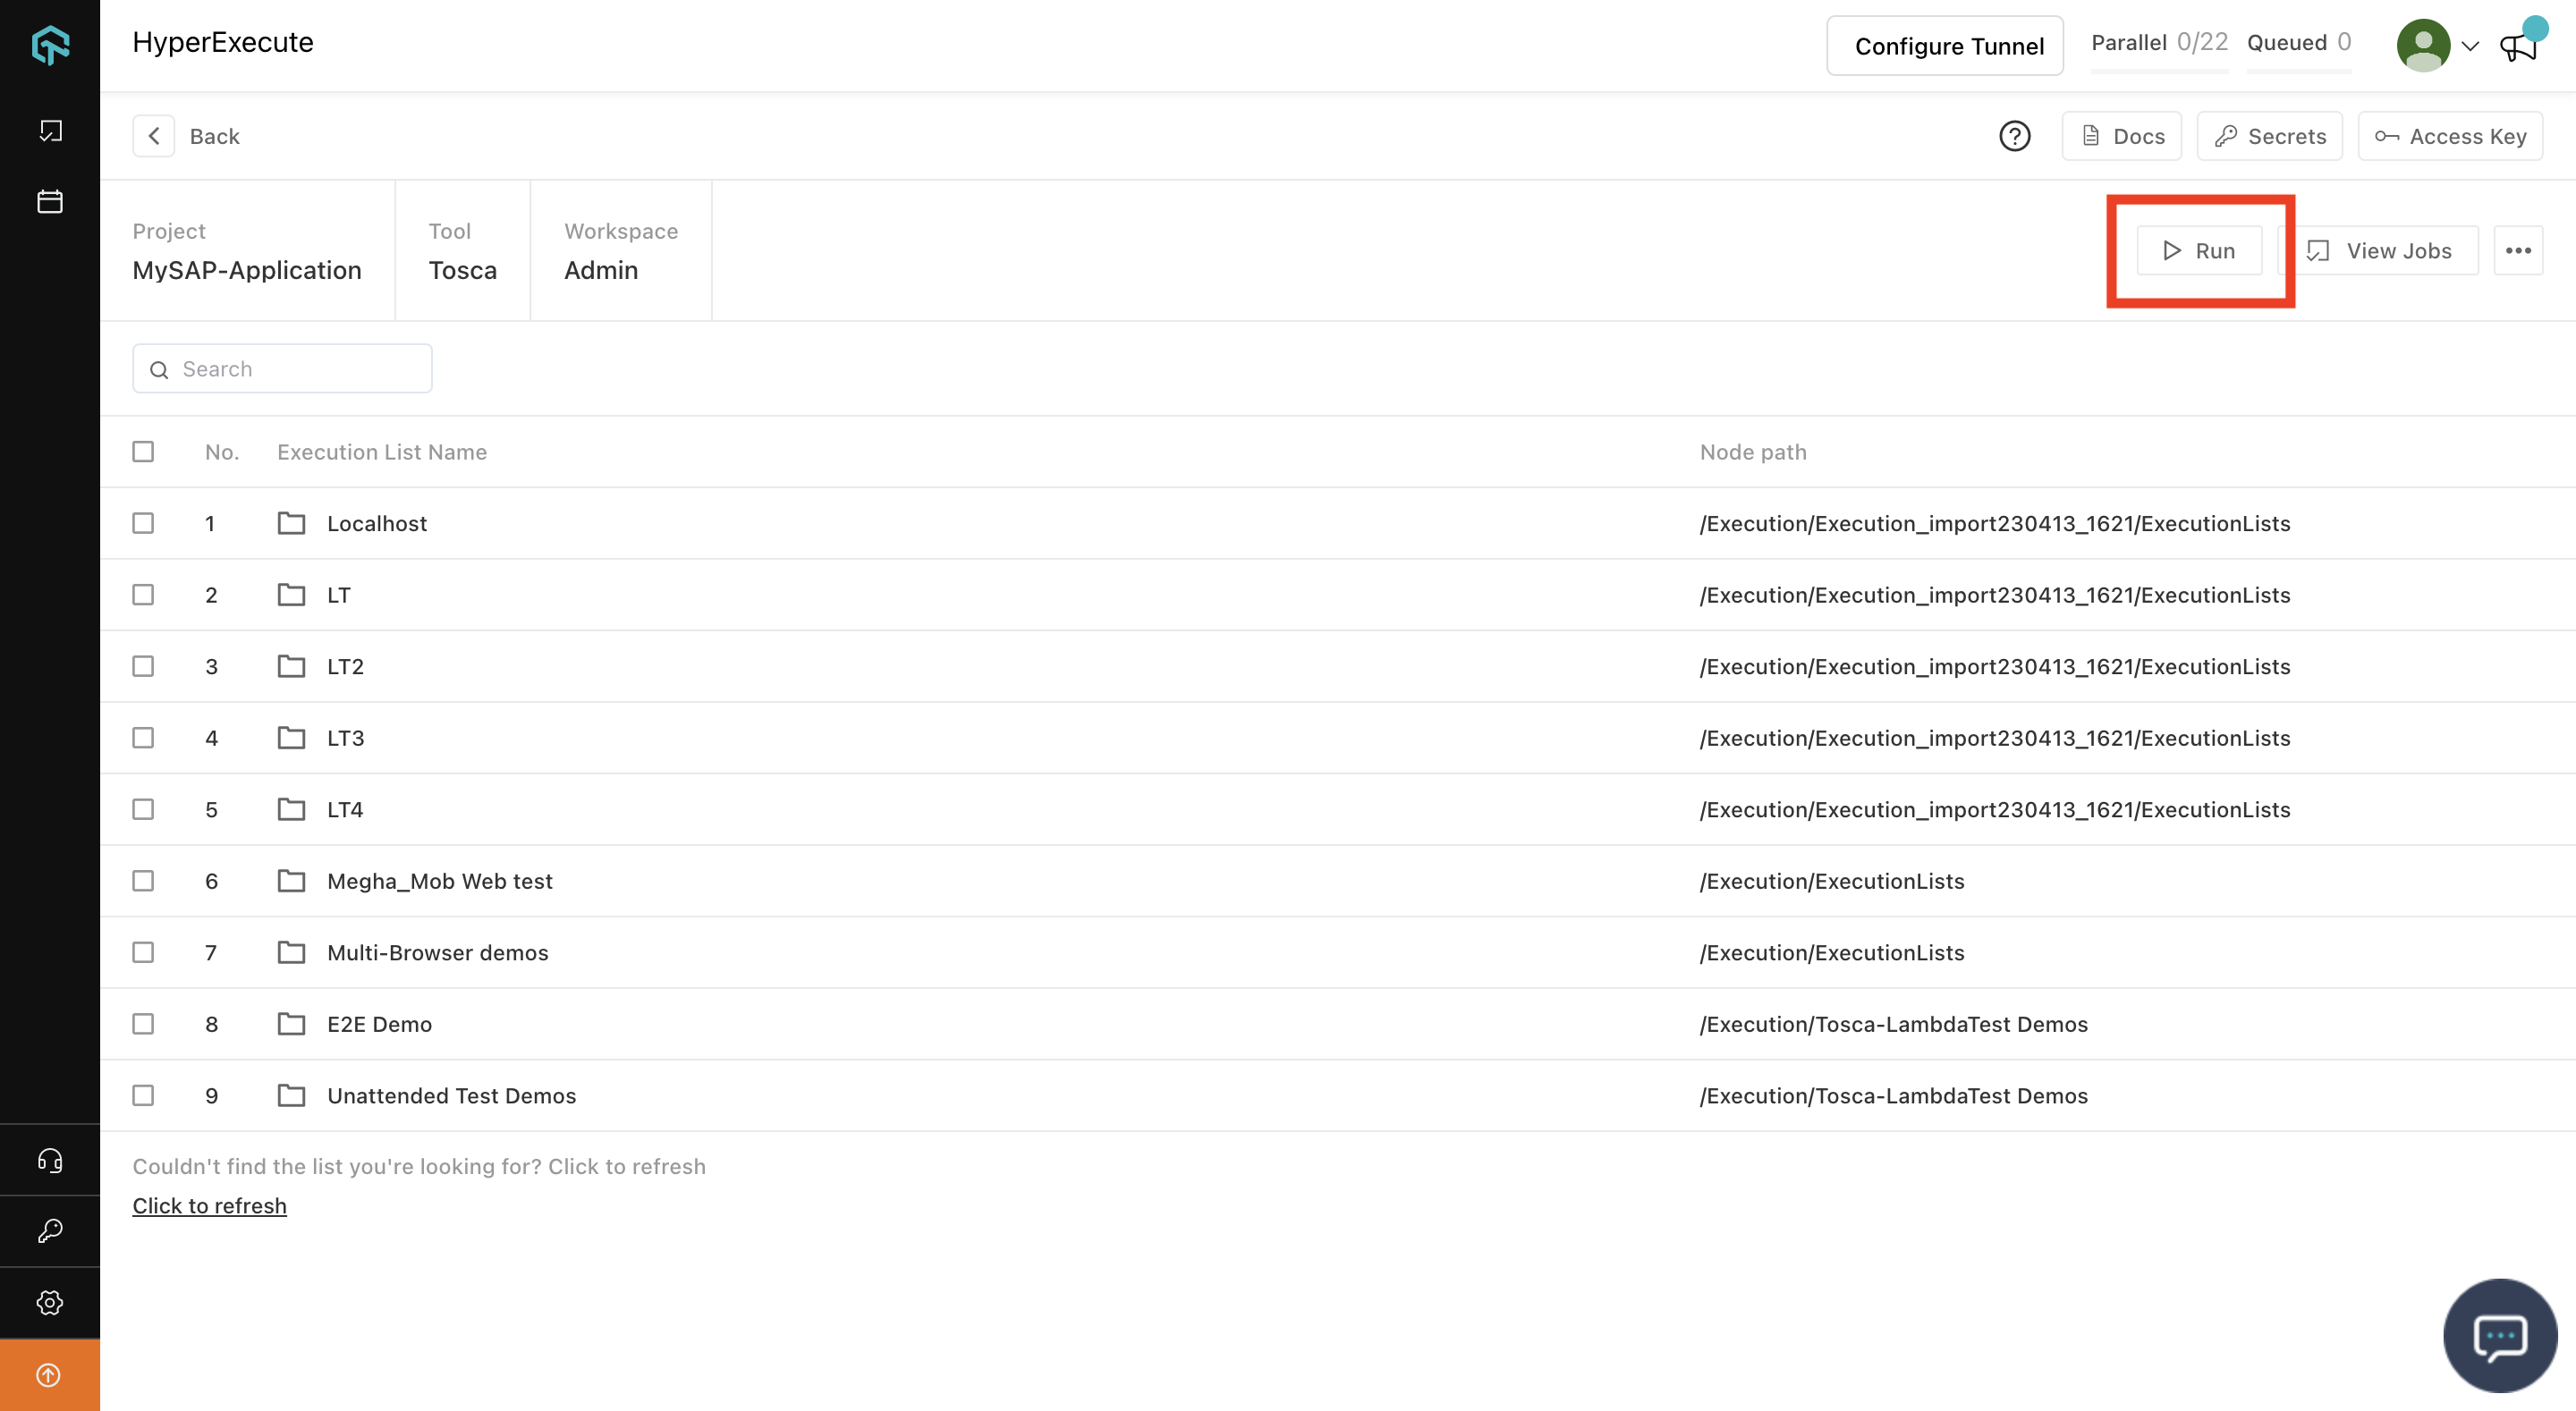 HyperExecute
Configure Tunnel
Parallel 0/22
Queued 0
Back
Docs
Secrets
Access Key
Project
MySAP-Application
Tool
Tosca
Workspace
Admin
Run
View Jobs
Search
No. Execution List Name Node path
1 Localhost /Execution/Execution_import230413_1621/ExecutionLists
2 LT /Execution/Execution_import230413_1621/ExecutionLists
3 LT2 /Execution/Execution_import230413_1621/ExecutionLists
4 LT3 /Execution/Execution_import230413_1621/ExecutionLists
5 LT4 /Execution/Execution_import230413_1621/ExecutionLists
6 Megha_Mob Web test /Execution/ExecutionLists
7 Multi-Browser demos /Execution/ExecutionLists
8 E2E Demo /Execution/Tosca-LambdaTest Demos
9 Unattended Test Demos /Execution/Tosca-LambdaTest Demos
Couldn't find the list you're looking for? Click to refresh
Click to refresh